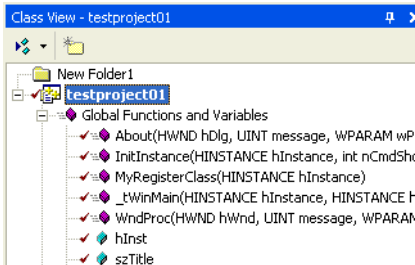 Class View - testproject01
New Folder1
testproject01
Global Functions and Variables
About(HWND hDlg, UINT message, WPARAM wP
InitInstance(HINSTANCE hInstance, int nCmdSho
MyRegisterClass(HINSTANCE hInstance)
_tWinMain(HINSTANCE hInstance, HINSTANCE h
WndProc(HWND hWnd, UINT message, WPARAM
hInst
szTitle